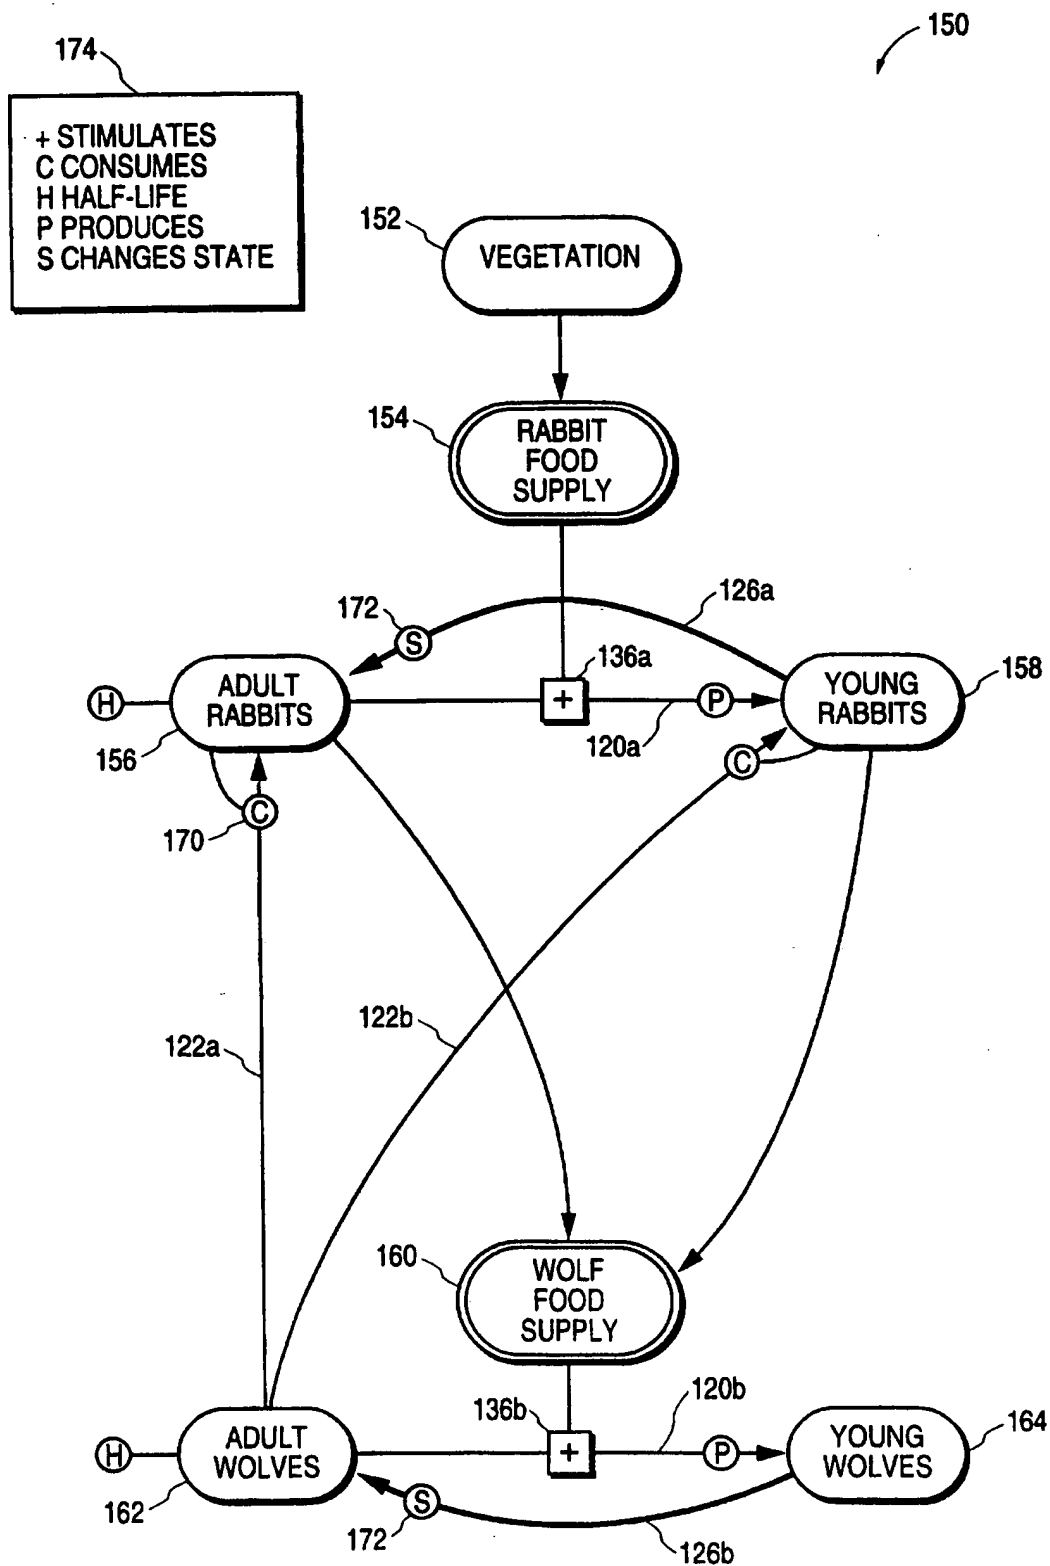 150
174
+ STIMULATES
C CONSUMES
H HALF-LIFE
P PRODUCES
S CHANGES STATE
152
VEGETATION
154
RABBIT
FOOD
SUPPLY
126a
172
S
136a
H
ADULT
RABBITS
+
P
YOUNG
RABBITS
158
156
120a
C
C
170
122b
122a
160
WOLF
FOOD
SUPPLY
136b
120b
H
ADULT
WOLVES
+
P
YOUNG
WOLVES
164
162
S
172
126b